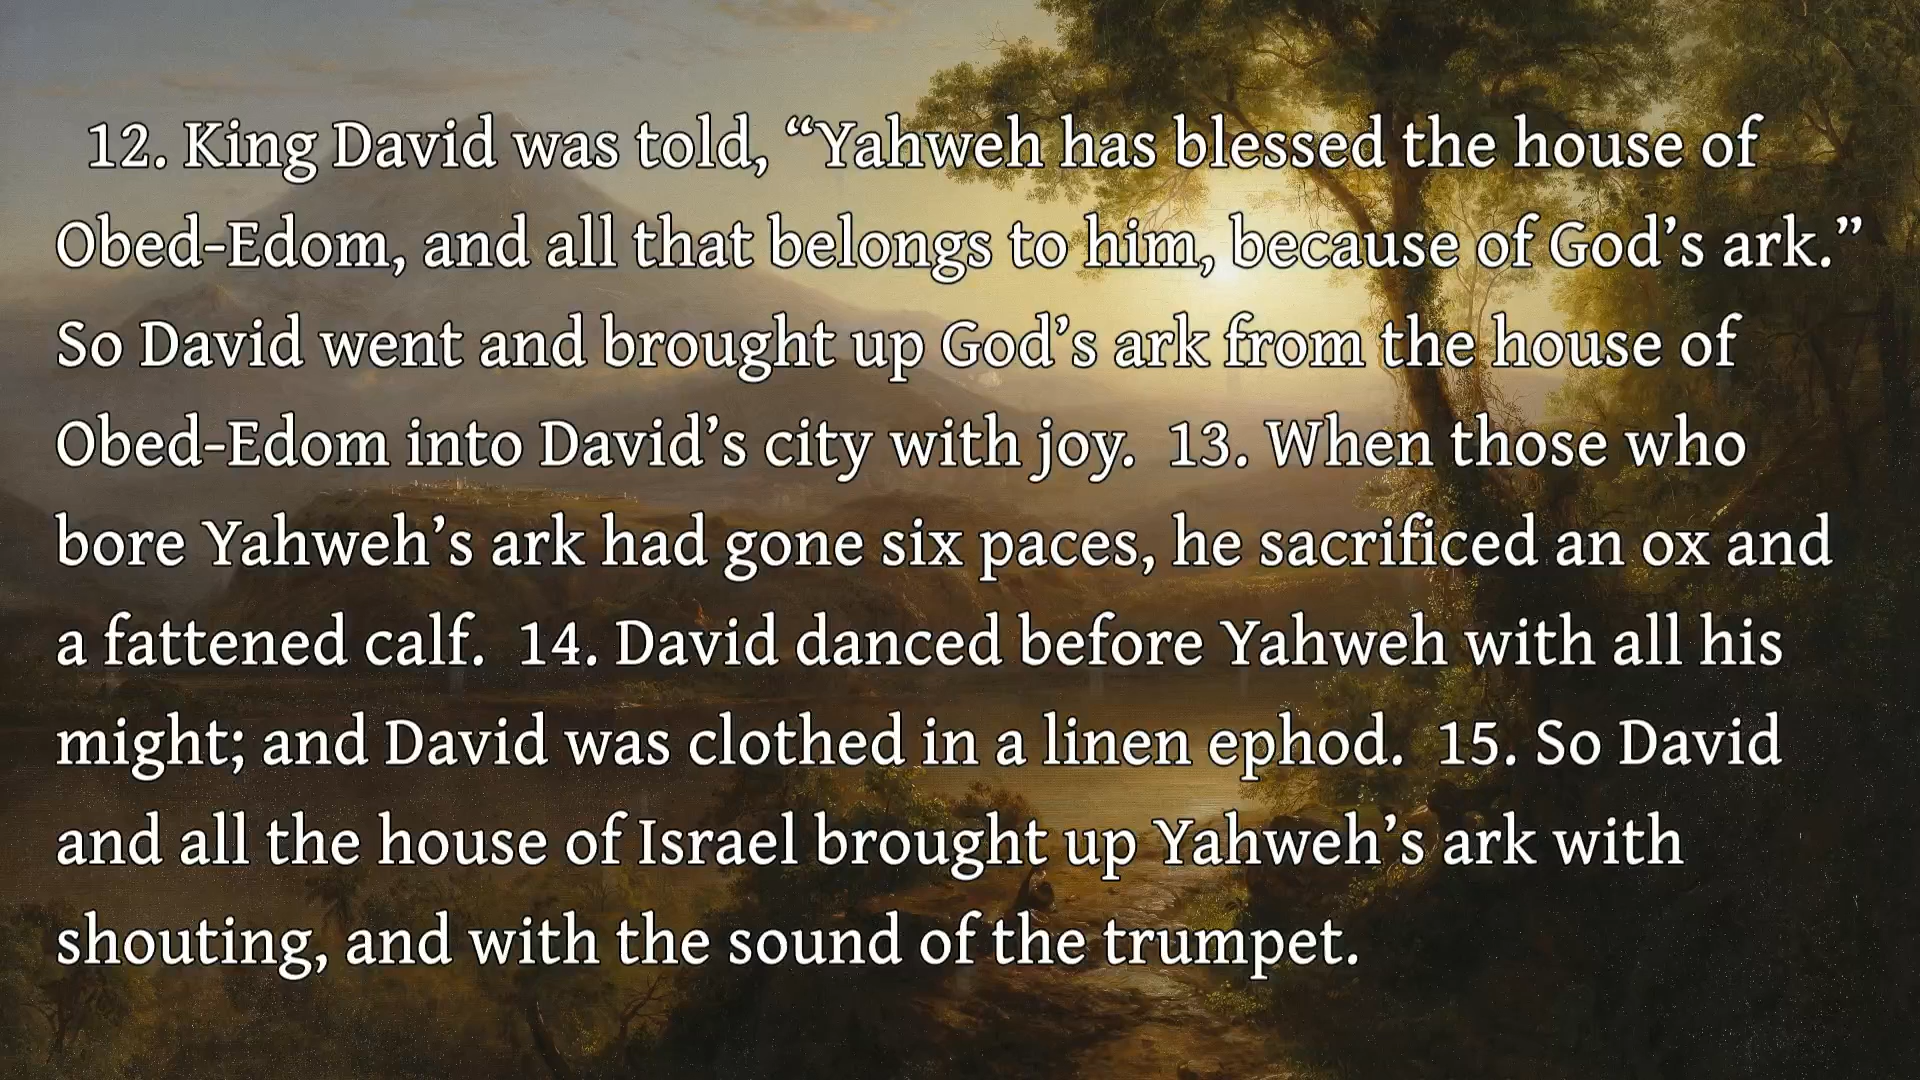 12. King David was told, “Yahweh has blessed the house of
Obed-Edom, and all that belongs to him, because of God’s ark.”
So David went and brought up God’s ark from the house of
Obed-Edom into David’s city with joy.  13. When those who
bore Yahweh’s ark had gone six paces, he sacrificed an ox and
a fattened calf.  14. David danced before Yahweh with all his
might; and David was clothed in a linen ephod.  15. So David
and all the house of Israel brought up Yahweh’s ark with
shouting, and with the sound of the trumpet.